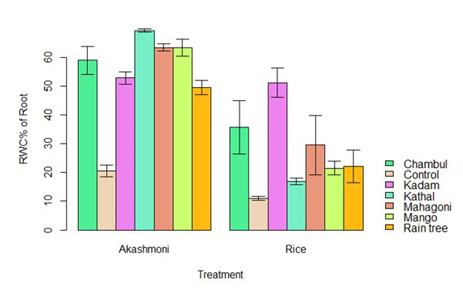 RWC% of Root
60
50
40
30
20
10
0
Akashmoni
Rice
Treatment
Chambul
Control
Kadam
Kathal
Mahagoni
Mango
Rain tree